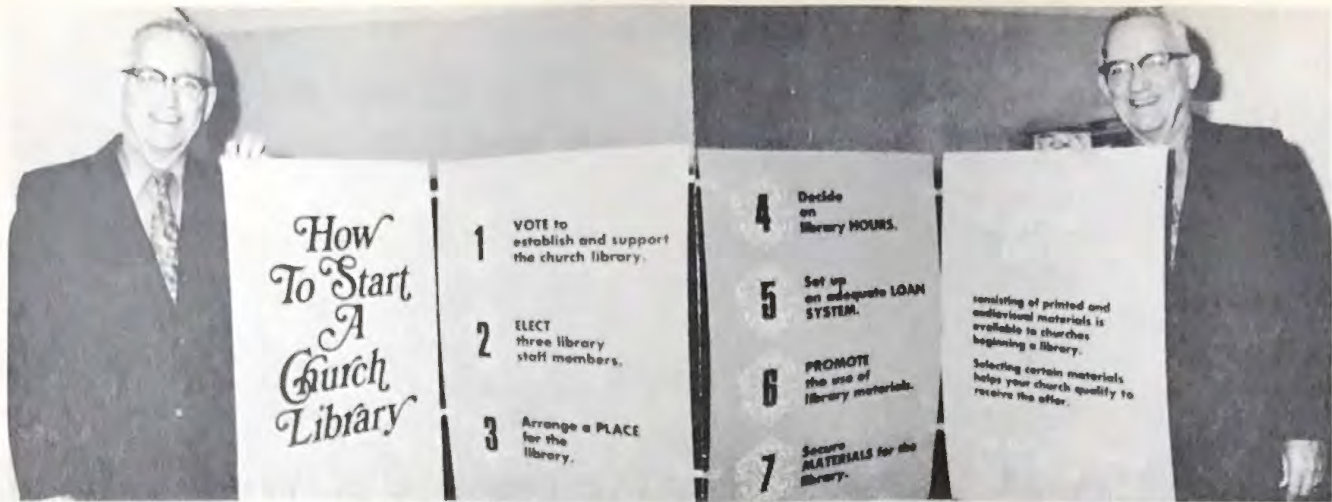 How
To Start
A
Church
Library
1
VOTE to
establish and support
the church library.
2
ELECT
three library
staff members.
3
Arrange a PLACE
for the
library.
4
Decide
on
library HOURS.
5
Set up
an adequate LOAN
SYSTEM.
6
PROMOTE
the use of
library materials.
7
Secure
MATERIALS for the
library.
consisting of printed and
audiovisual materials is
available to churches
beginning a library.
Selecting certain materials
helps your church qualify to
receive the offer.